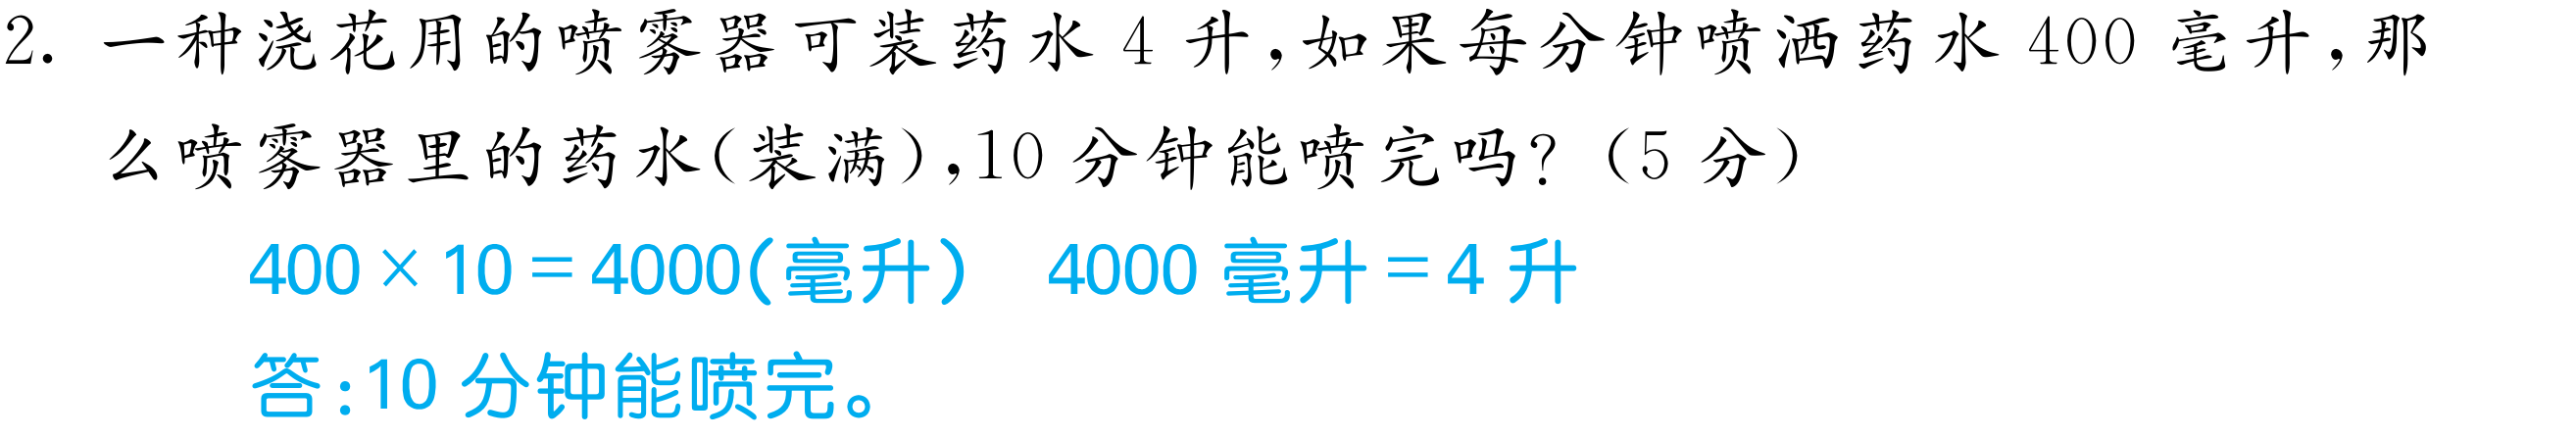 2. 一种浇花用的喷雾器可装药水 4 升,如果每分钟喷洒药水 400 毫升,那
么喷雾器里的药水(装满),10 分钟能喷完吗? (5 分)
400 × 10 = 4000(毫升) 4000 毫升 = 4 升
答:10 分钟能喷完。